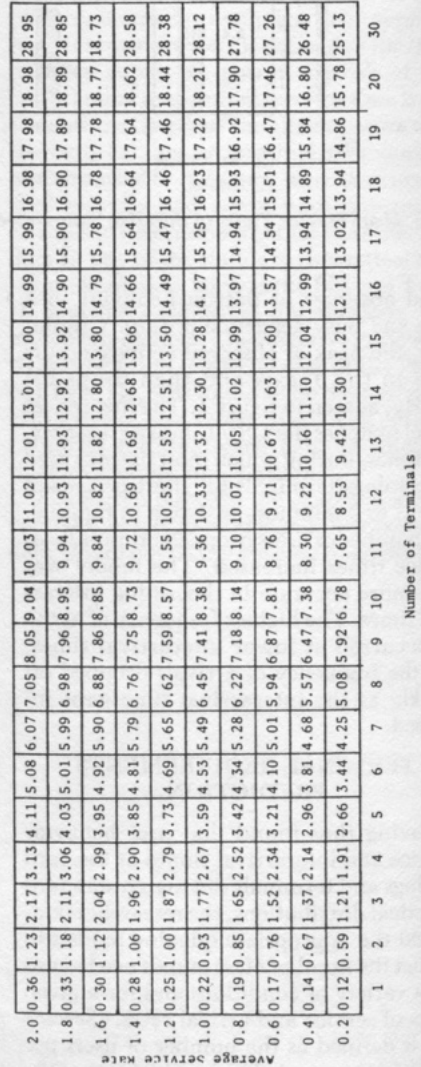 2.0 0.36 1.23 2.17 3.13 4.11 5.08 6.07 7.05 8.05 9.04 10.03 11.02 12.01 13.01 14.00 14.99 15.99 16.98 17.98 18.98 28.95
1.8 0.33 1.18 2.11 3.06 4.03 5.01 5.99 6.98 7.96 8.95 9.94 10.93 11.93 12.92 13.92 14.90 15.90 16.90 17.89 18.89 28.85
1.6 0.30 1.12 2.04 2.99 3.95 4.92 5.90 6.88 7.86 8.85 9.84 10.82 11.82 12.80 13.80 14.79 15.78 16.78 17.78 18.77 18.73
1.4 0.28 1.06 1.96 2.90 3.85 4.81 5.79 6.76 7.75 8.73 9.72 10.69 11.69 12.68 13.66 14.66 15.64 16.64 17.64 18.62 28.58
1.2 0.25 1.00 1.87 2.79 3.73 4.69 5.65 6.62 7.59 8.57 9.55 10.53 11.53 12.51 13.50 14.49 15.47 16.46 17.46 18.44 28.38
1.0 0.22 0.93 1.77 2.67 3.59 4.53 5.49 6.45 7.41 8.38 9.36 10.33 11.32 12.30 13.28 14.27 15.25 16.23 17.22 18.21 28.12
0.8 0.19 0.85 1.65 2.52 3.42 4.34 5.28 6.22 7.18 8.14 9.10 10.07 11.05 12.02 12.99 13.97 14.94 15.93 16.92 17.90 27.78
0.6 0.17 0.76 1.52 2.34 3.21 4.10 5.01 5.94 6.87 7.81 8.76 9.71 10.67 11.63 12.60 13.57 14.54 15.51 16.47 17.46 27.26
0.4 0.14 0.67 1.37 2.14 2.96 3.81 4.68 5.57 6.47 7.38 8.30 9.22 10.16 11.10 12.04 12.99 13.94 14.89 15.84 16.80 26.48
0.2 0.12 0.59 1.21 1.91 2.66 3.44 4.25 5.08 5.92 6.78 7.65 8.53 9.42 10.30 11.21 12.11 13.02 13.94 14.86 15.78 25.13
1 2 3 4 5 6 7 8 9 10 11 12 13 14 15 16 17 18 19 20 30
Number of Terminals
Average Service Rate